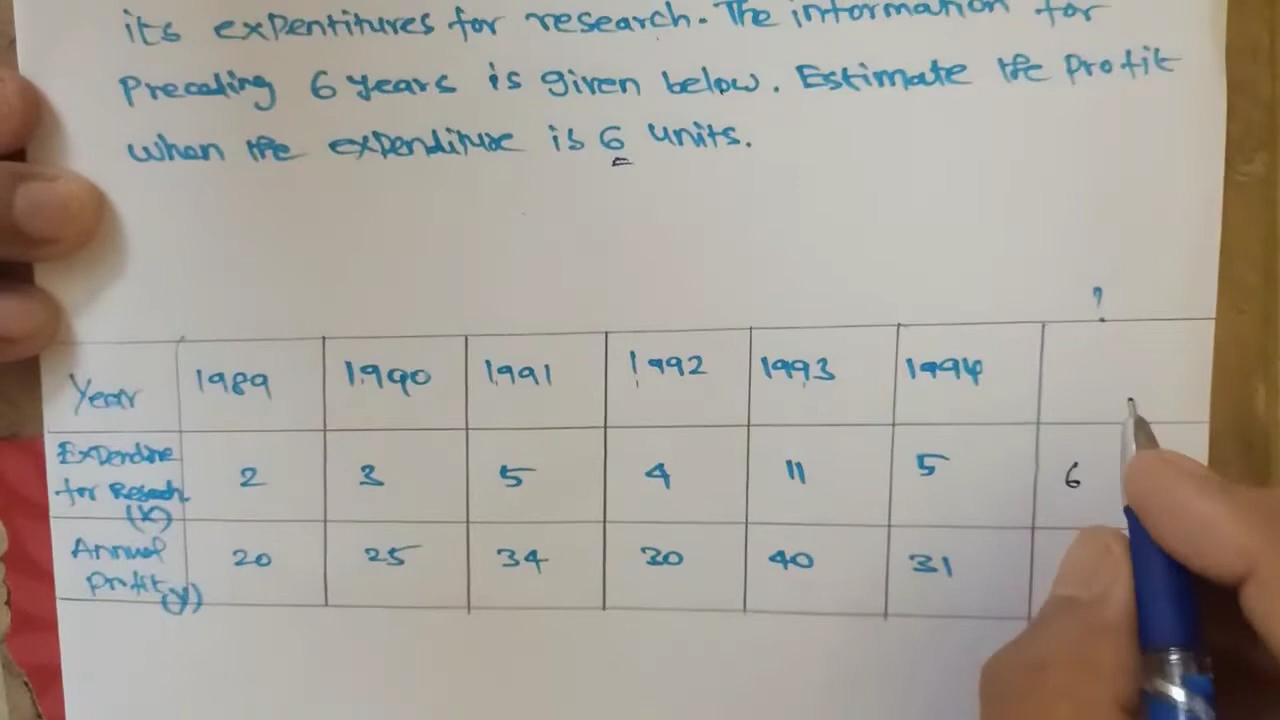 its expentitures for research. The information for
Preceding 6 years is given below. Estimate the profit
when the expenditure is 6 units.
?
Year 1989 1990 1991 1992 1993 1994
Expendire for Reseach (X) 2 3 5 4 11 5 6
Annual Profit (y) 20 25 34 30 40 31